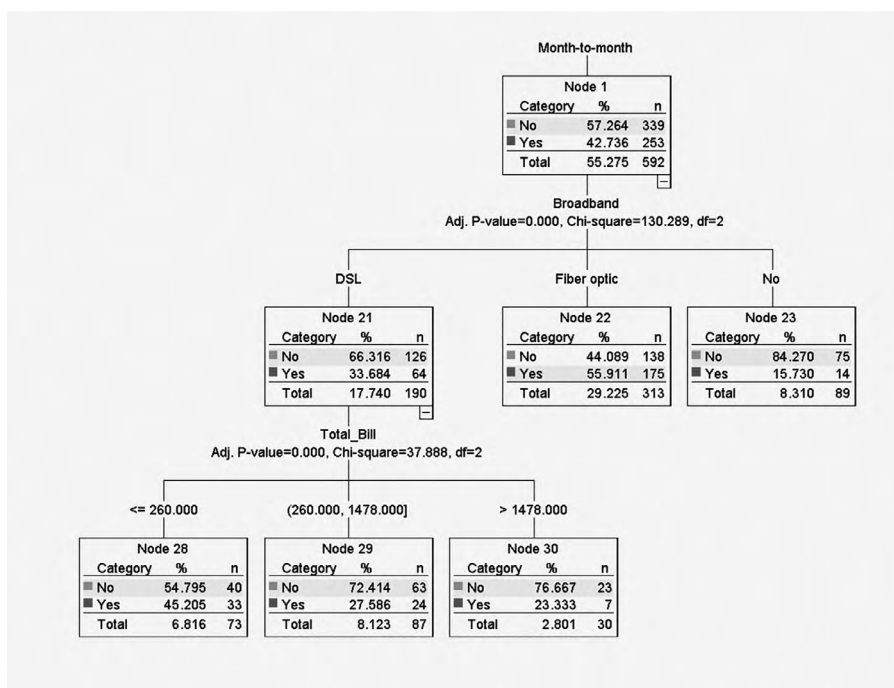 Month-to-month
Node 1
Category % n
No 57.264 339
Yes 42.736 253
Total 55.275 592
Broadband
Adj. P-value=0.000, Chi-square=130.289, df=2
DSL
Fiber optic
No
Node 21
Category % n
No 66.316 126
Yes 33.684 64
Total 17.740 190
Node 22
Category % n
No 44.089 138
Yes 55.911 175
Total 29.225 313
Node 23
Category % n
No 84.270 75
Yes 15.730 14
Total 8.310 89
Total_Bill
Adj. P-value=0.000, Chi-square=37.888, df=2
<= 260.000
(260.000, 1478.000]
> 1478.000
Node 28
Category % n
No 54.795 40
Yes 45.205 33
Total 6.816 73
Node 29
Category % n
No 72.414 63
Yes 27.586 24
Total 8.123 87
Node 30
Category % n
No 76.667 23
Yes 23.333 7
Total 2.801 30